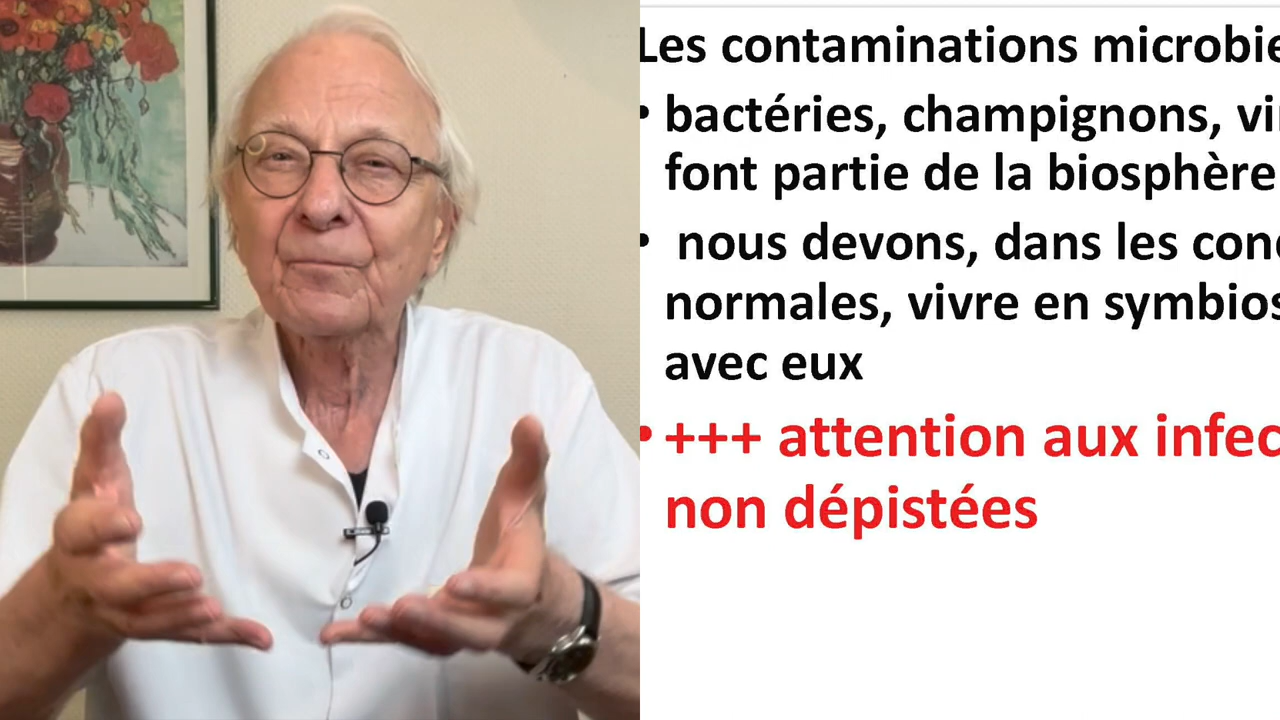 Les contaminations microbie
• bactéries, champignons, vi
font partie de la biosphère
• nous devons, dans les con
normales, vivre en symbios
avec eux
• +++ attention aux infec
non dépistées